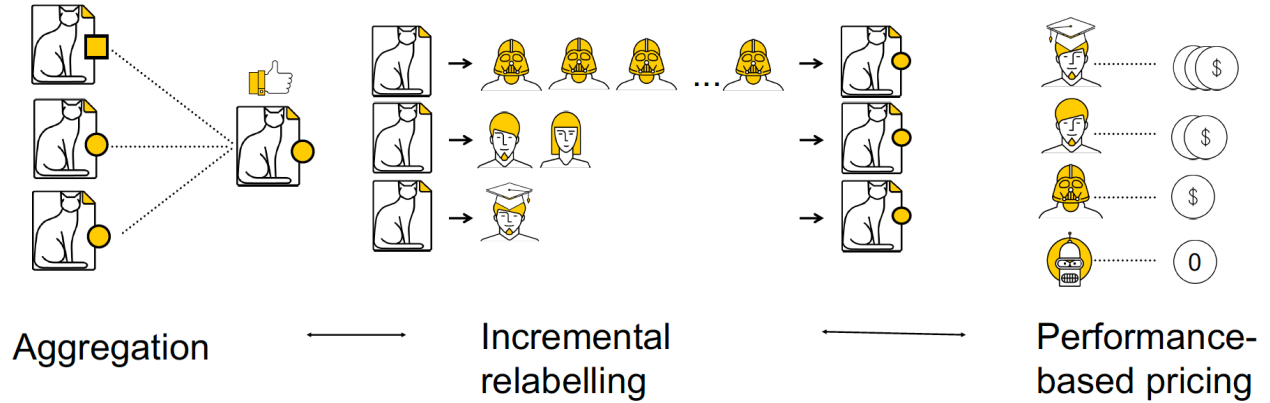 ...
$
$
$
0
Aggregation
Incremental
relabelling
Performance-
based pricing